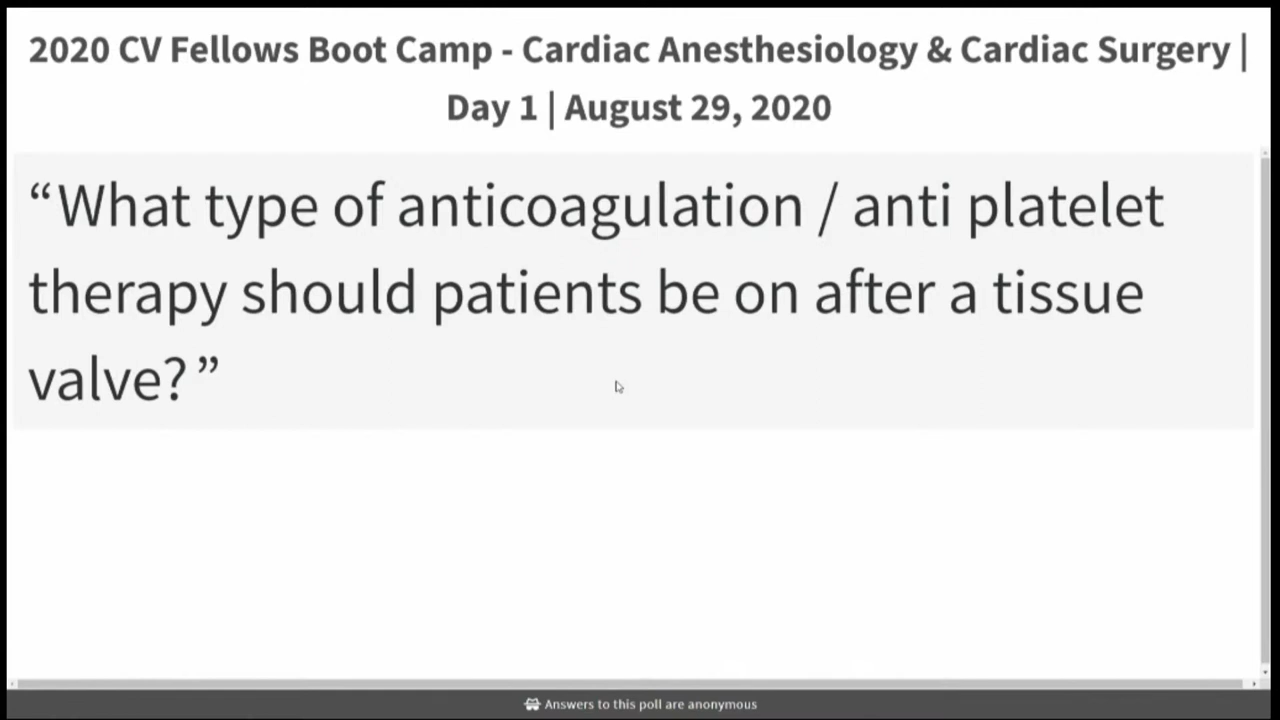 2020 CV Fellows Boot Camp - Cardiac Anesthesiology & Cardiac Surgery |
Day 1 | August 29, 2020
“What type of anticoagulation / anti platelet
therapy should patients be on after a tissue
valve? ”
Answers to this poll are anonymous